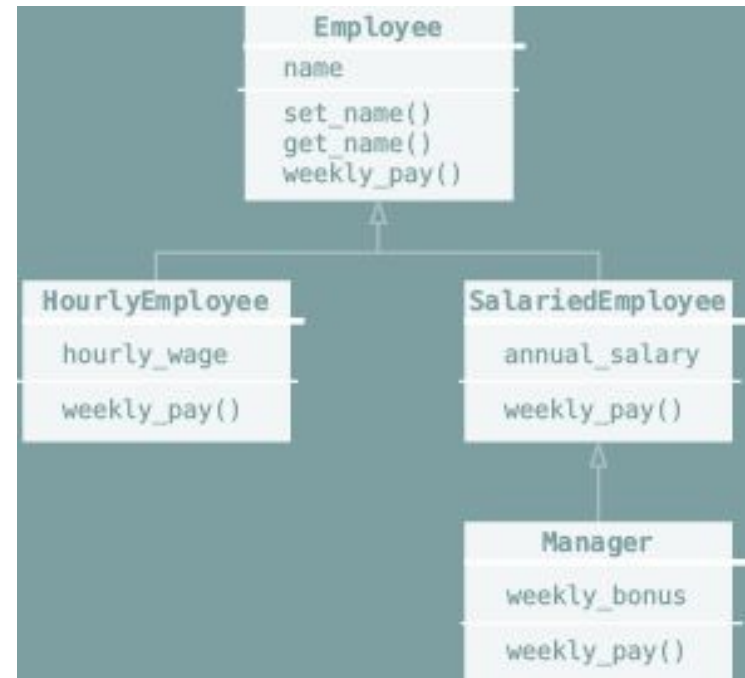 Employee
name
set_name()
get_name()
weekly_pay()
HourlyEmployee
hourly_wage
weekly_pay()
SalariedEmployee
annual_salary
weekly_pay()
Manager
weekly_bonus
weekly_pay()